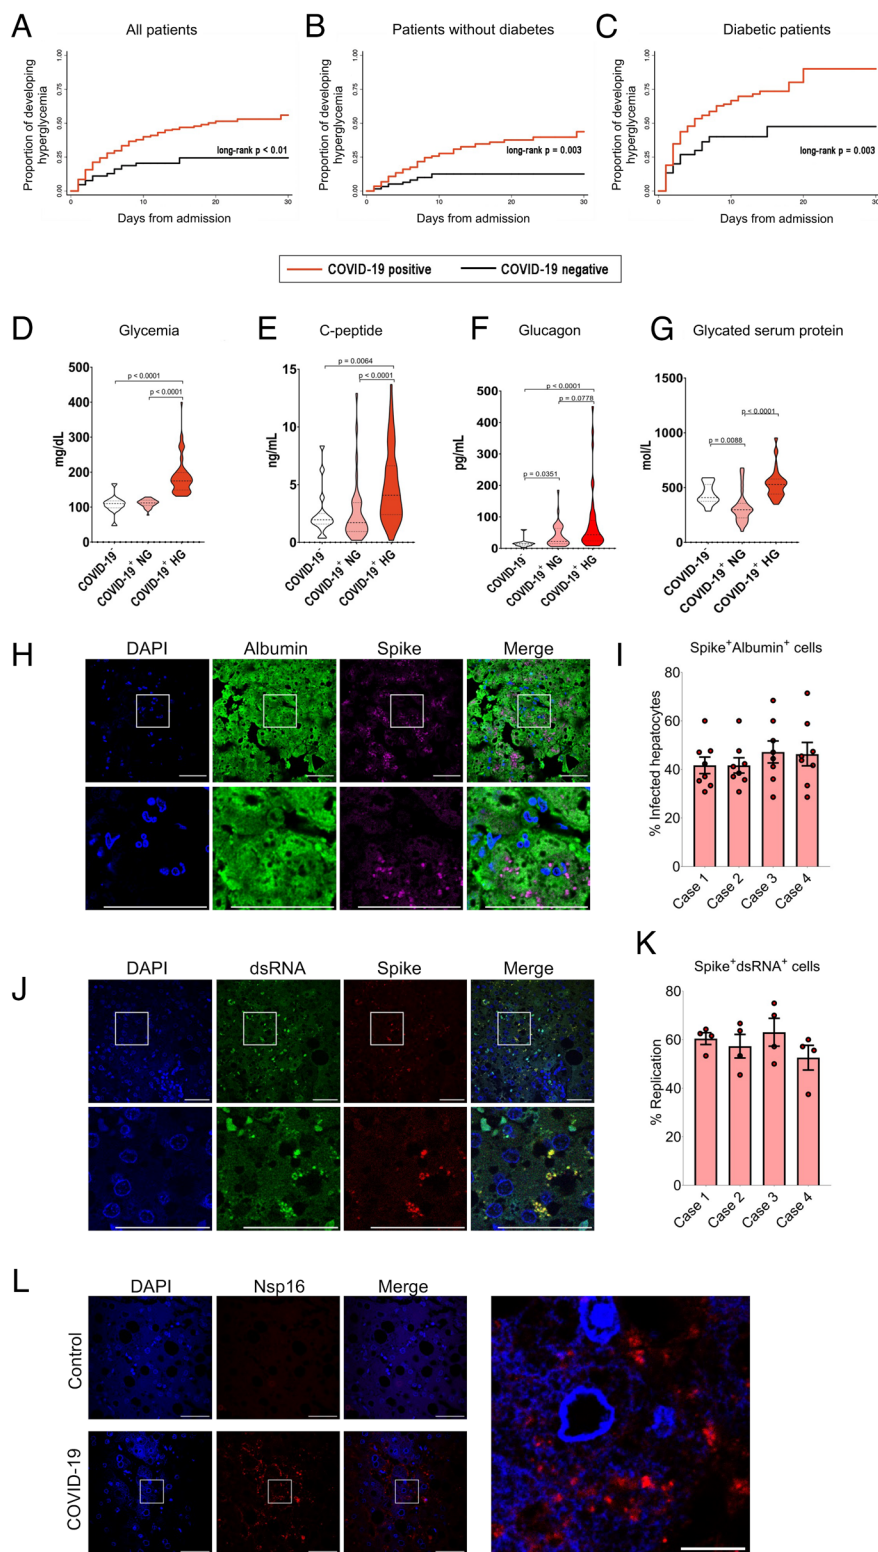 A
All patients
Proportion of developing
hyperglycemia
1.00
0.75
0.50
0.25
0.00
long-rank p < 0.01
0
10
20
30
Days from admission
B
Patients without diabetes
Proportion of developing
hyperglycemia
1.00
0.75
0.50
0.25
0.00
long-rank p = 0.003
0
10
20
30
Days from admission
C
Diabetic patients
Proportion of developing
hyperglycemia
1.00
0.75
0.50
0.25
0.00
long-rank p = 0.003
0
10
20
30
Days from admission
COVID-19 positive
COVID-19 negative
D
Glycemia
mg/dL
500
400
300
200
100
0
p < 0.0001
p < 0.0001
COVID-19-
COVID-19+ NG
COVID-19+ HG
E
C-peptide
ng/mL
15
10
5
0
p = 0.0064
p < 0.0001
COVID-19-
COVID-19+ NG
COVID-19+ HG
F
Glucagon
pg/mL
500
400
300
200
100
0
p < 0.0001
p = 0.0778
p = 0.0351
COVID-19-
COVID-19+ NG
COVID-19+ HG
G
Glycated serum protein
mol/L
1500
1000
500
0
p = 0.0088
p < 0.0001
COVID-19-
COVID-19+ NG
COVID-19+ HG
H
DAPI
Albumin
Spike
Merge
I
Spike+Albumin+ cells
% Infected hepatocytes
80
60
40
20
0
Case 1
Case 2
Case 3
Case 4
J
DAPI
dsRNA
Spike
Merge
K
Spike+dsRNA+ cells
% Replication
80
60
40
20
0
Case 1
Case 2
Case 3
Case 4
L
DAPI
Nsp16
Merge
Control
COVID-19